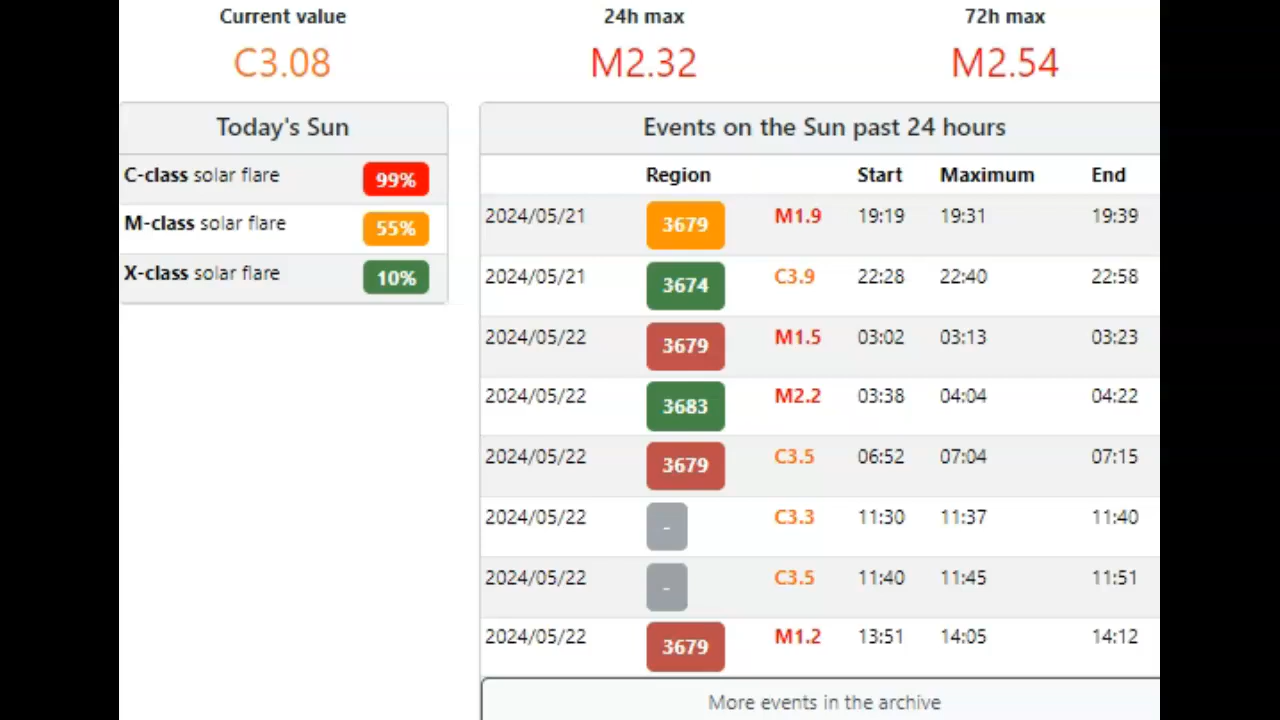 Current value 24h max 72h max
C3.08 M2.32 M2.54
Today's Sun
C-class solar flare 99%
M-class solar flare 55%
X-class solar flare 10%
Events on the Sun past 24 hours
Region Start Maximum End
2024/05/21 3679 M1.9 19:19 19:31 19:39
2024/05/21 3674 C3.9 22:28 22:40 22:58
2024/05/22 3679 M1.5 03:02 03:13 03:23
2024/05/22 3683 M2.2 03:38 04:04 04:22
2024/05/22 3679 C3.5 06:52 07:04 07:15
2024/05/22 - C3.3 11:30 11:37 11:40
2024/05/22 - C3.5 11:40 11:45 11:51
2024/05/22 3679 M1.2 13:51 14:05 14:12
More events in the archive